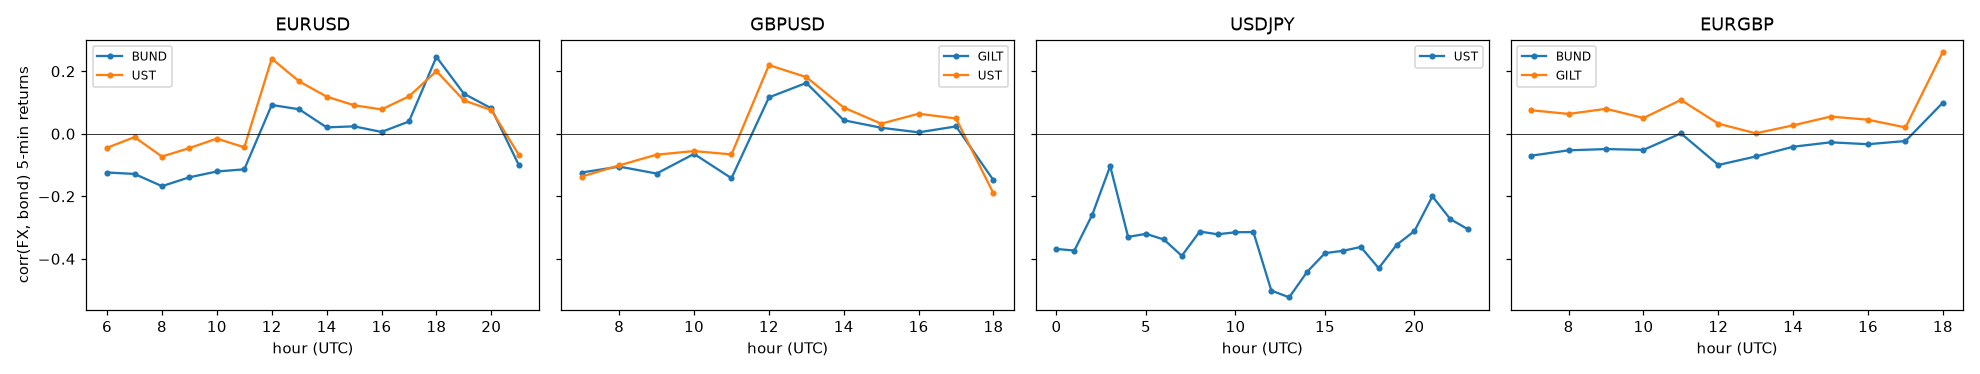 EURUSD
GBPUSD
USDJPY
EURGBP
corr(FX, bond) 5-min returns
0.2
0.0
−0.2
−0.4
BUND
UST
GILT
UST
UST
BUND
GILT
6 8 10 12 14 16 18 20
8 10 12 14 16 18
0 5 10 15 20
8 10 12 14 16 18
hour (UTC)
hour (UTC)
hour (UTC)
hour (UTC)